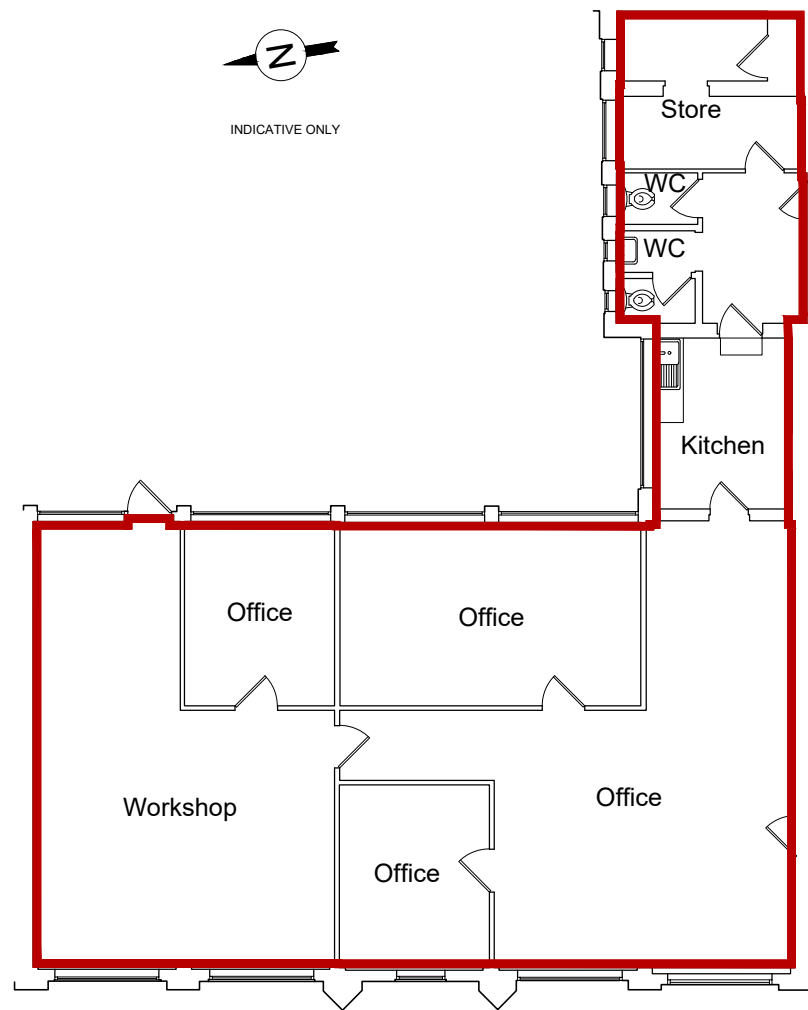 N
INDICATIVE ONLY
Store
WC
WC
Kitchen
Office
Office
Workshop
Office
Office